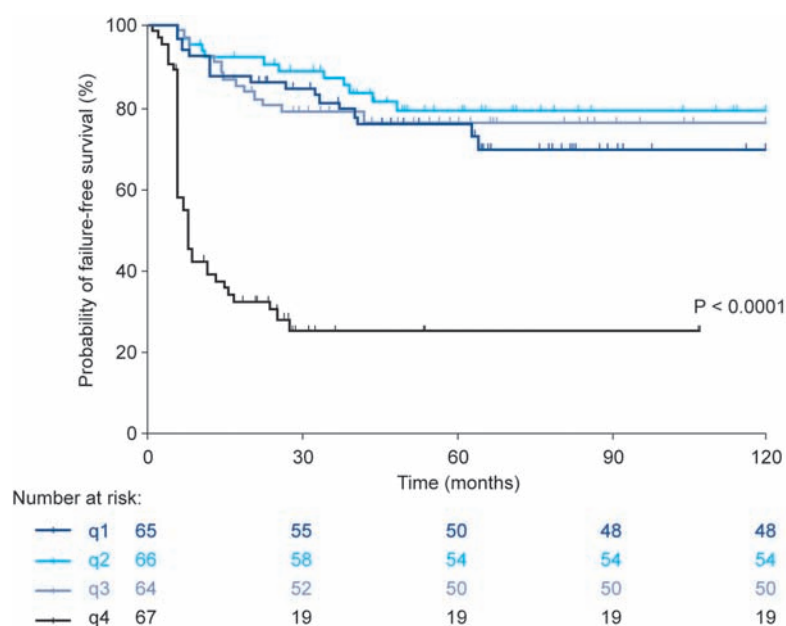 Probability of failure-free survival (%)
100
80
60
40
20
0
P < 0.0001
0 30 60 90 120
Time (months)
Number at risk:
q1 65 55 50 48 48
q2 66 58 54 54 54
q3 64 52 50 50 50
q4 67 19 19 19 19